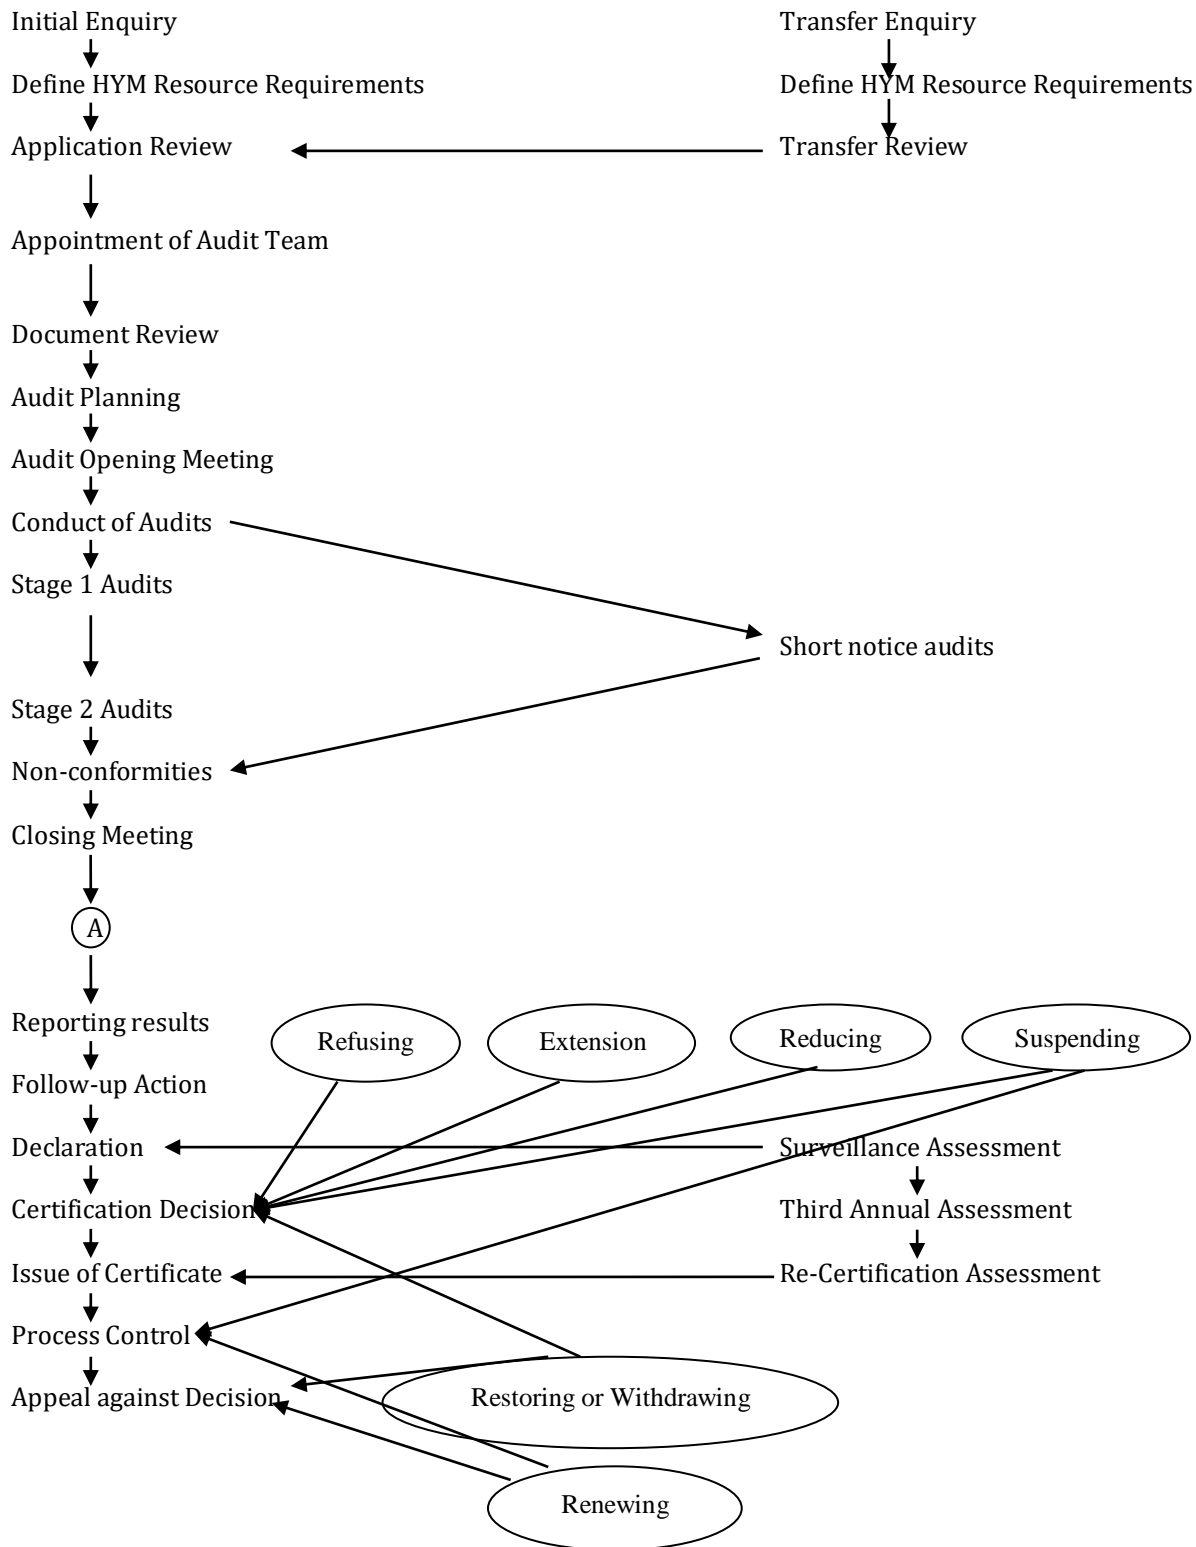 Initial Enquiry
Transfer Enquiry
Define HYM Resource Requirements
Define HYM Resource Requirements
Application Review
Transfer Review
Appointment of Audit Team
Document Review
Audit Planning
Audit Opening Meeting
Conduct of Audits
Stage 1 Audits
Short notice audits
Stage 2 Audits
Non-conformities
Closing Meeting
A
Reporting results
Refusing
Extension
Reducing
Suspending
Follow-up Action
Declaration
Surveillance Assessment
Certification Decision
Third Annual Assessment
Issue of Certificate
Re-Certification Assessment
Process Control
Appeal against Decision
Restoring or Withdrawing
Renewing